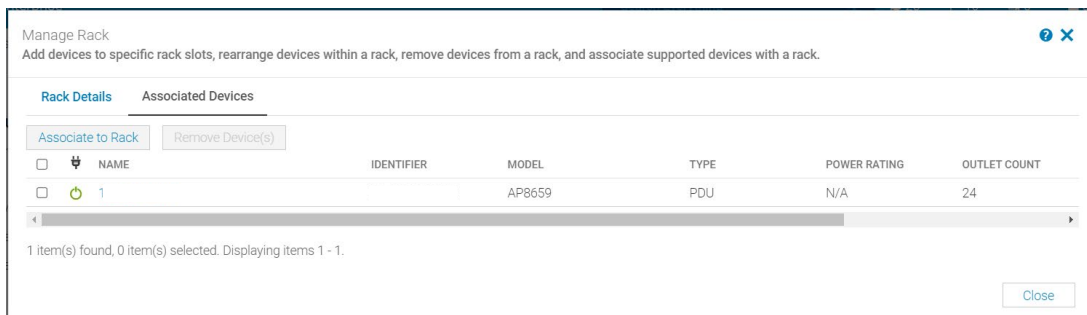 Manage Rack
Add devices to specific rack slots, rearrange devices within a rack, remove devices from a rack, and associate supported devices with a rack.
Rack Details Associated Devices
Associate to Rack Remove Device(s)
NAME IDENTIFIER MODEL TYPE POWER RATING OUTLET COUNT
1 AP8659 PDU N/A 24
1 item(s) found, 0 item(s) selected. Displaying items 1 - 1.
Close